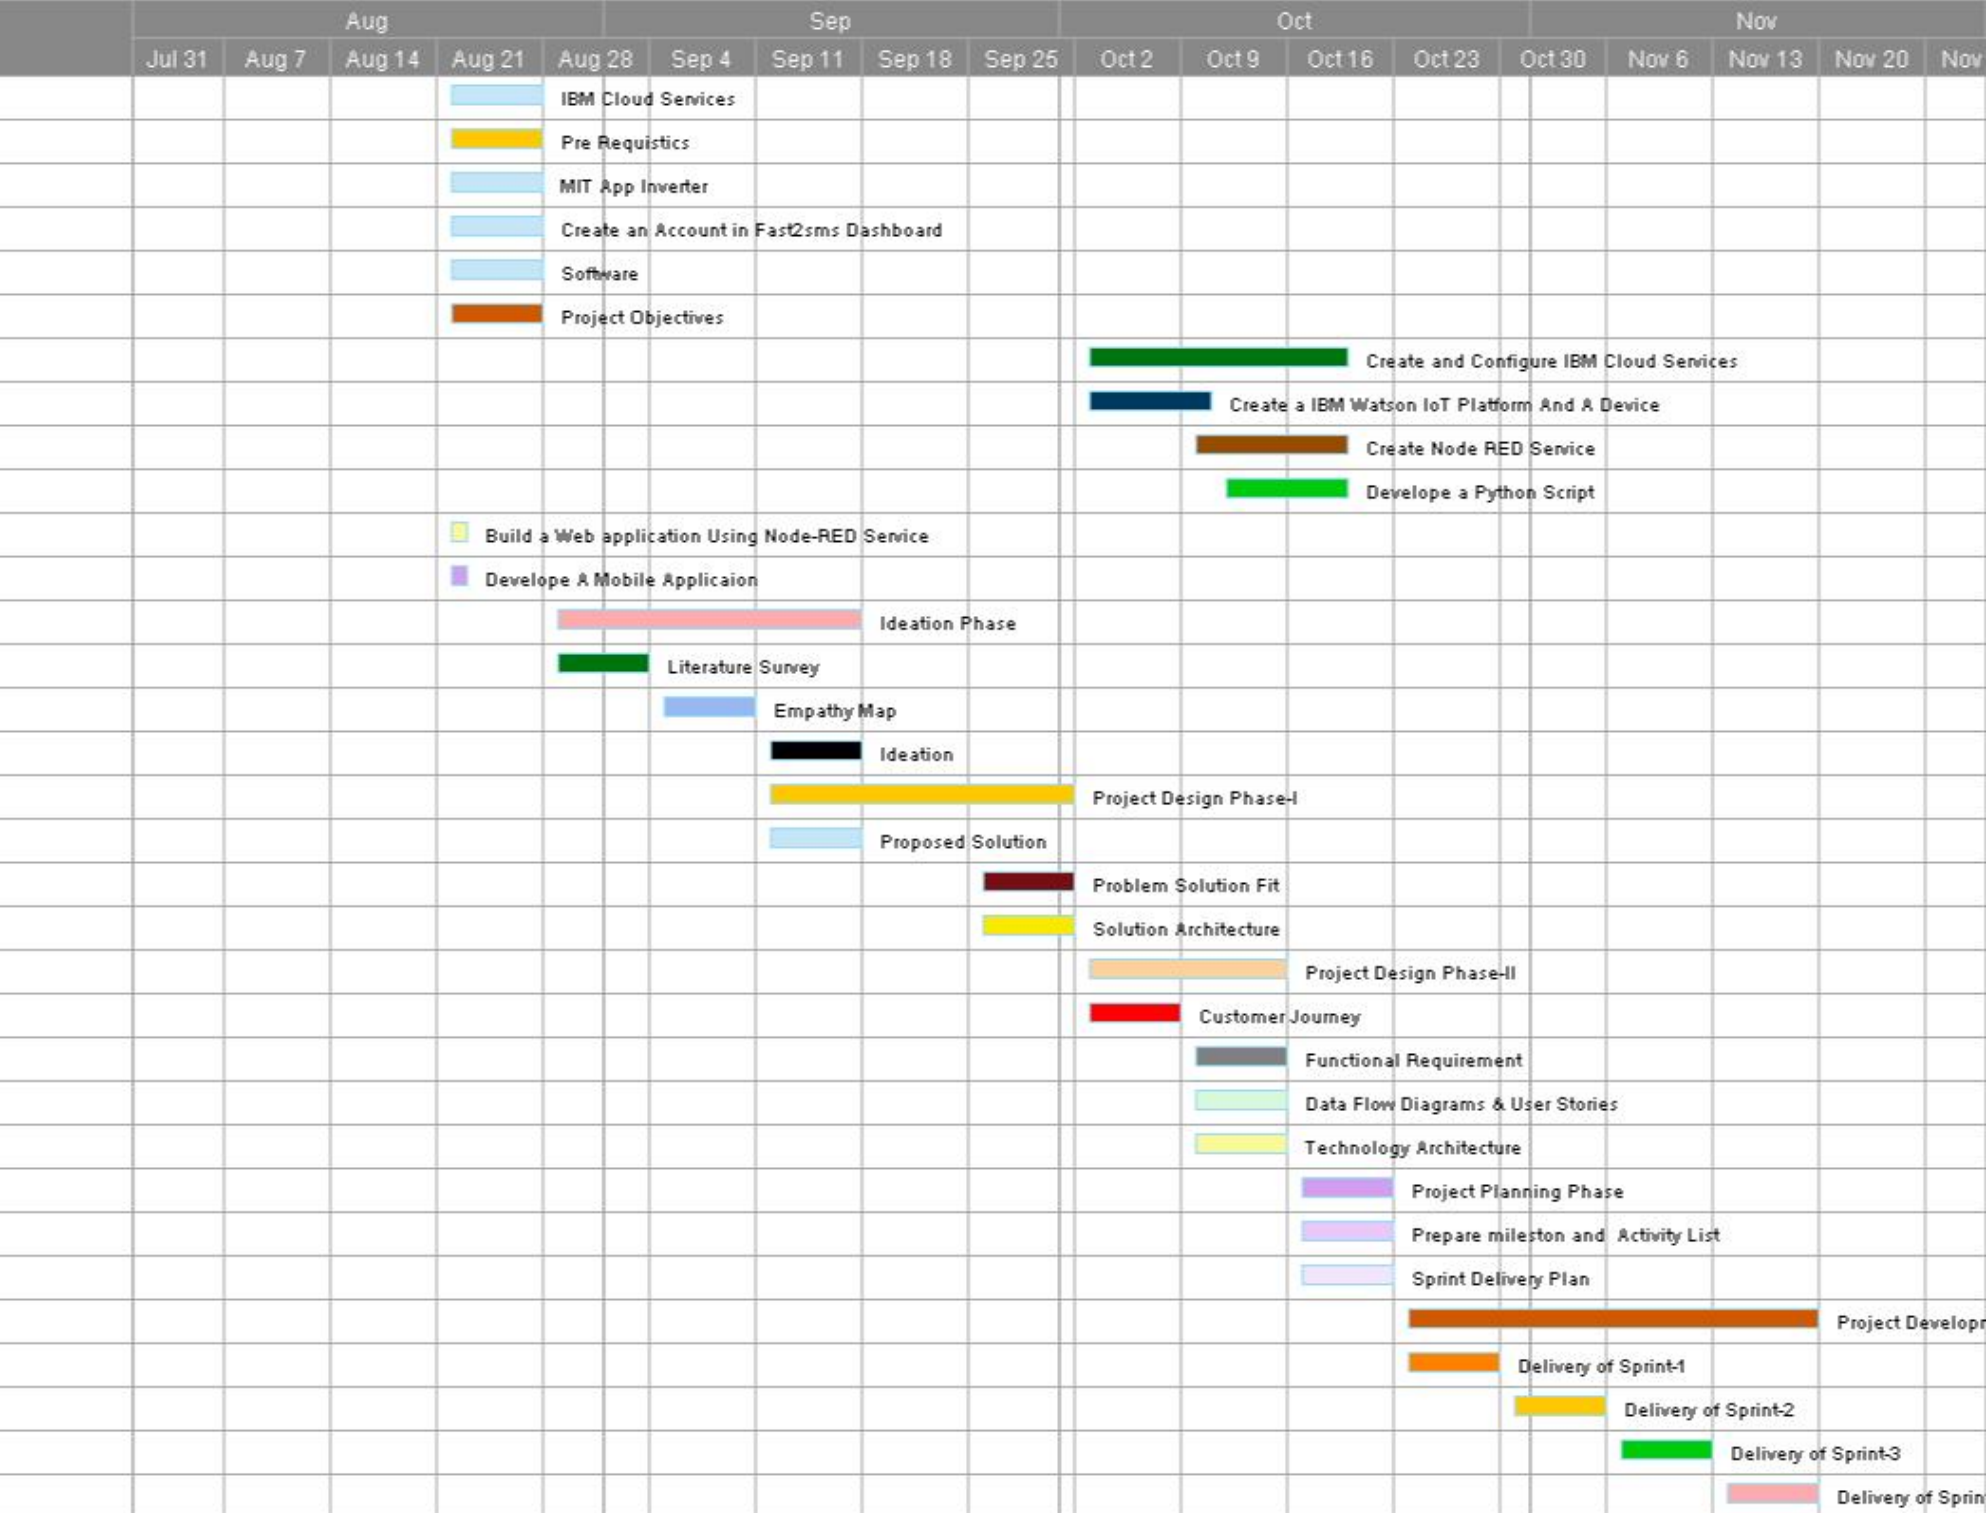 Aug Sep Oct Nov
Jul 31 Aug 7 Aug 14 Aug 21 Aug 28 Sep 4 Sep 11 Sep 18 Sep 25 Oct 2 Oct 9 Oct 16 Oct 23 Oct 30 Nov 6 Nov 13 Nov 20 Nov
IBM Cloud Services
Pre Requistics
MIT App Inverter
Create an Account in Fast2sms Dashboard
Software
Project Objectives
Create and Configure IBM Cloud Services
Create a IBM Watson IoT Platform And A Device
Create Node RED Service
Develope a Python Script
Build a Web application Using Node-RED Service
Develope A Mobile Applicaion
Ideation Phase
Literature Survey
Empathy Map
Ideation
Project Design Phase-I
Proposed Solution
Problem Solution Fit
Solution Architecture
Project Design Phase-II
Customer Journey
Functional Requirement
Data Flow Diagrams & User Stories
Technology Architecture
Project Planning Phase
Prepare mileston and Activity List
Sprint Delivery Plan
Project Developm
Delivery of Sprint-1
Delivery of Sprint-2
Delivery of Sprint-3
Delivery of Sprin